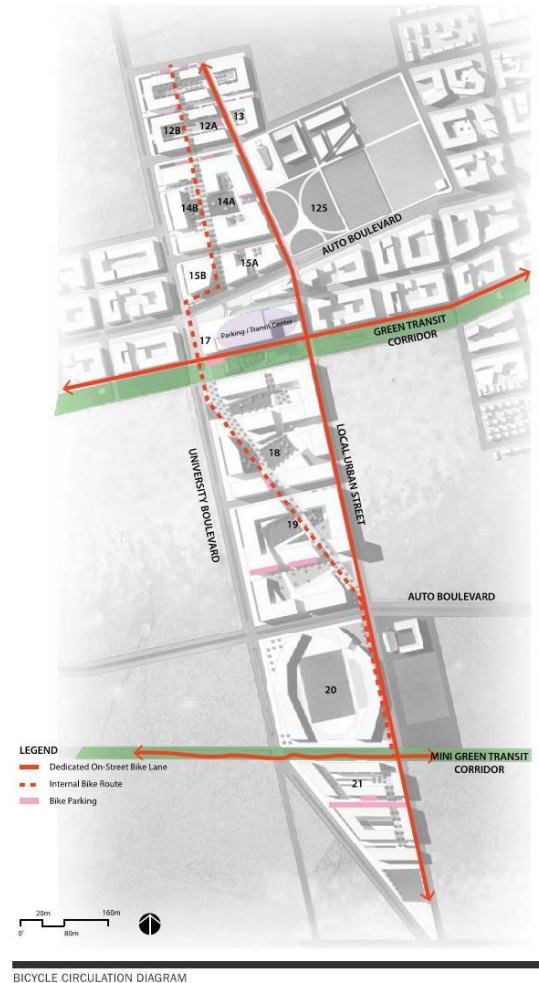 13
12A
12B
14A
14B
125
AUTO BOULEVARD
15A
15B
Parking / Transit Center
17
GREEN TRANSIT
CORRIDOR
18
UNIVERSITY BOULEVARD
LOCAL URBAN STREET
19
AUTO BOULEVARD
20
LEGEND
Dedicated On-Street Bike Lane
Internal Bike Route
Bike Parking
MINI GREEN TRANSIT
CORRIDOR
21
20m
160m
0'
80m
BICYCLE CIRCULATION DIAGRAM